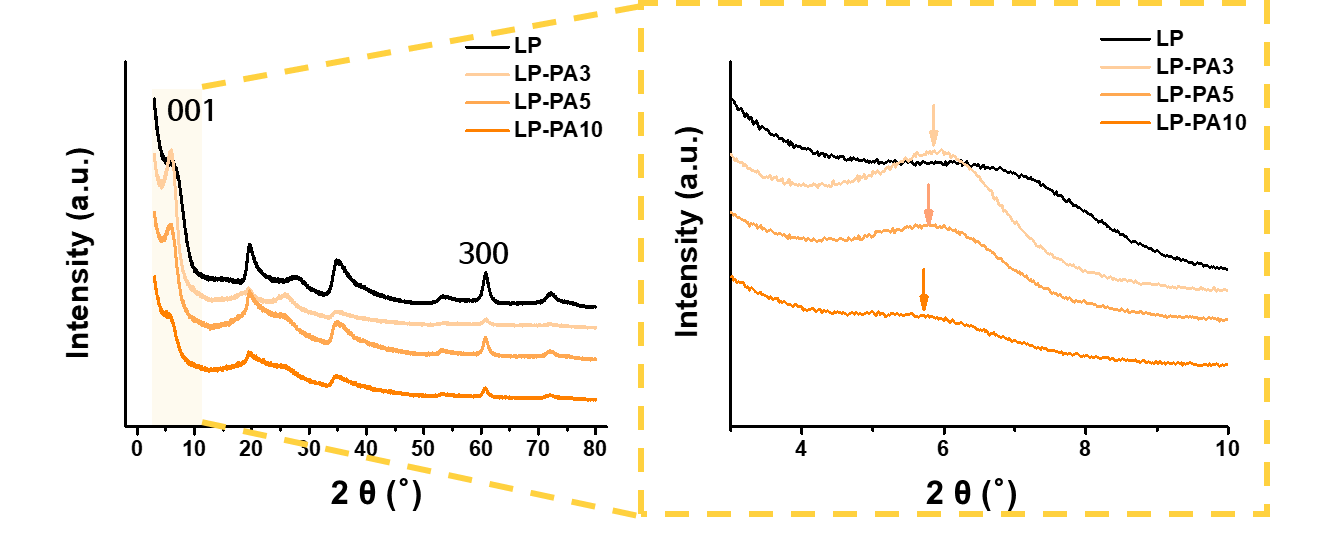 LP
LP-PA3
LP-PA5
LP-PA10
001
300
Intensity (a.u.)
0 10 20 30 40 50 60 70 80
2 θ (˚)
LP
LP-PA3
LP-PA5
LP-PA10
Intensity (a.u.)
4 6 8 10
2 θ (˚)